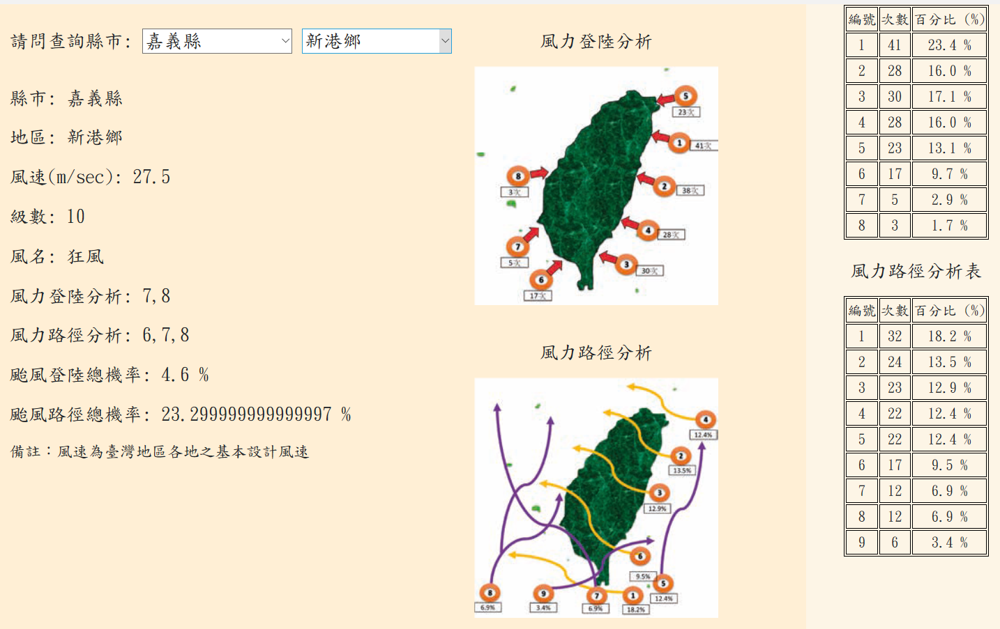 請問查詢縣市: 嘉義縣 新港鄉
縣市: 嘉義縣
地區: 新港鄉
風速(m/sec): 27.5
級數: 10
風名: 狂風
風力登陸分析: 7,8
風力路徑分析: 6,7,8
颱風登陸總機率: 4.6 %
颱風路徑總機率: 23.299999999999997 %
備註：風速為臺灣地區各地之基本設計風速
風力登陸分析
5
23次
1
41次
8
3次
2
38次
4
28次
7
5次
3
30次
6
17次
風力路徑分析
4
12.4%
2
13.5%
3
12.9%
6
9.5%
5
12.4%
8
6.9%
9
3.4%
7
6.9%
1
18.2%
編號 次數 百分比 (%)
1 41 23.4 %
2 28 16.0 %
3 30 17.1 %
4 28 16.0 %
5 23 13.1 %
6 17 9.7 %
7 5 2.9 %
8 3 1.7 %
風力路徑分析表
編號 次數 百分比 (%)
1 32 18.2 %
2 24 13.5 %
3 23 12.9 %
4 22 12.4 %
5 22 12.4 %
6 17 9.5 %
7 12 6.9 %
8 12 6.9 %
9 6 3.4 %